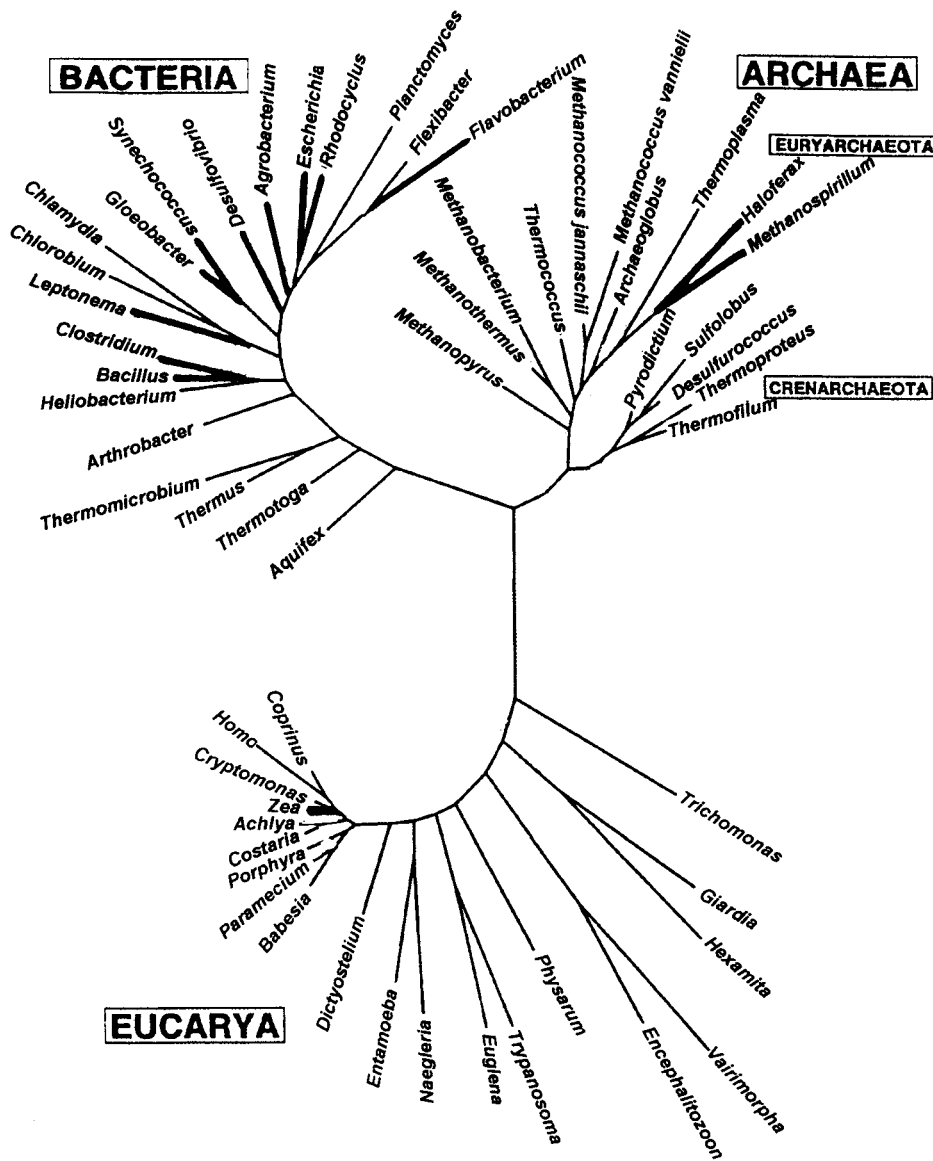 BACTERIA
ARCHAEA
EURYARCHAEOTA
CRENARCHAEOTA
EUCARYA
Planctomyces
Flexibacter
Flavobacterium
Rhodocyclus
Escherichia
Agrobacterium
Desulfovibrio
Synechococcus
Gloeobacter
Chlamydia
Chlorobium
Leptonema
Clostridium
Bacillus
Heliobacterium
Arthrobacter
Thermomicrobium
Thermus
Thermotoga
Aquifex
Methanopyrus
Methanothermus
Methanobacterium
Thermococcus
Methanococcus jannaschii
Methanococcus vannielii
Archaeoglobus
Thermoplasma
Haloferax
Methanospirillum
Pyrodictium
Sulfolobus
Desulfurococcus
Thermoproteus
Thermofilum
Coprinus
Homo
Cryptomonas
Zea
Achlya
Costaria
Porphyra
Paramecium
Babesia
Dictyostelium
Entamoeba
Naegleria
Euglena
Trypanosoma
Physarum
Encephalitozoon
Vairimorpha
Hexamita
Giardia
Trichomonas